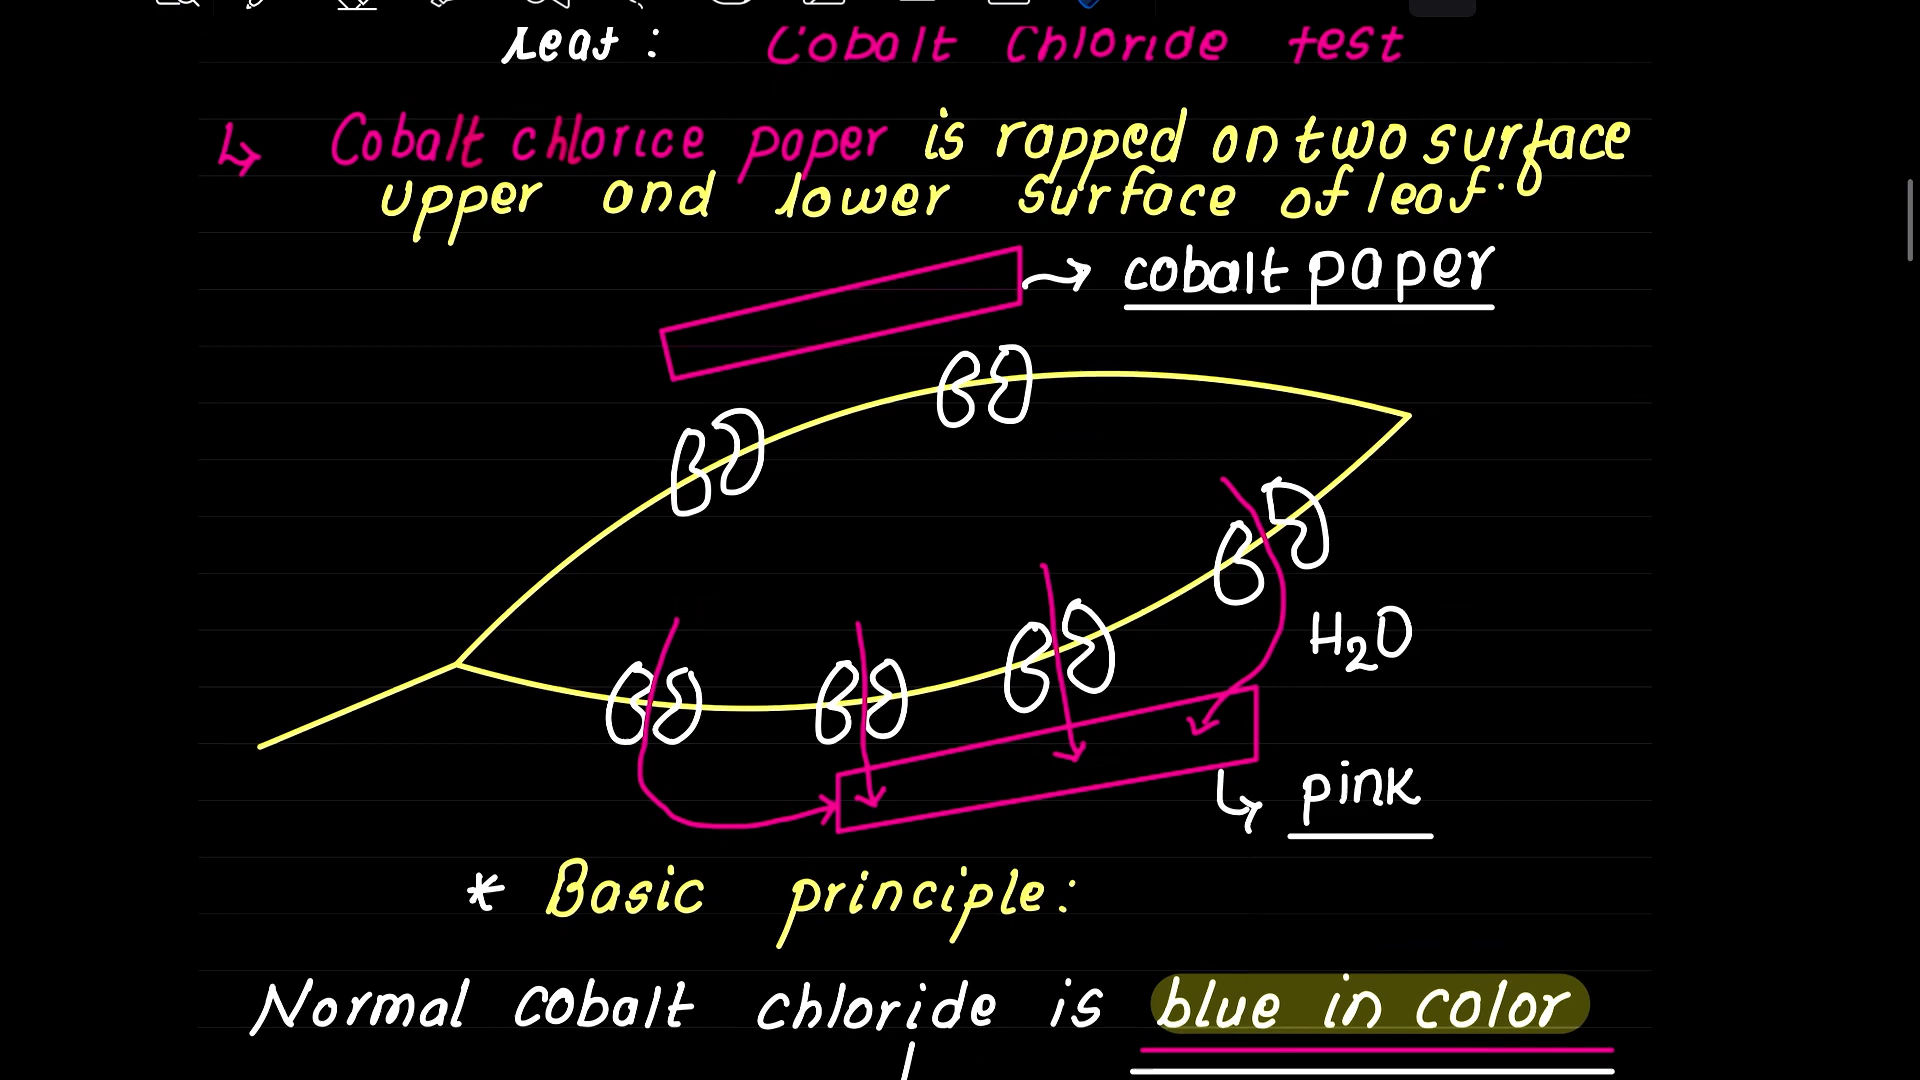 Leaf: Cobalt Chloride test
↳ Cobalt chlorice paper is rapped on two surface
upper and lower surface of leaf.
→ cobalt paper
H₂O
↳ pink
* Basic principle:
Normal cobalt chloride is blue in color